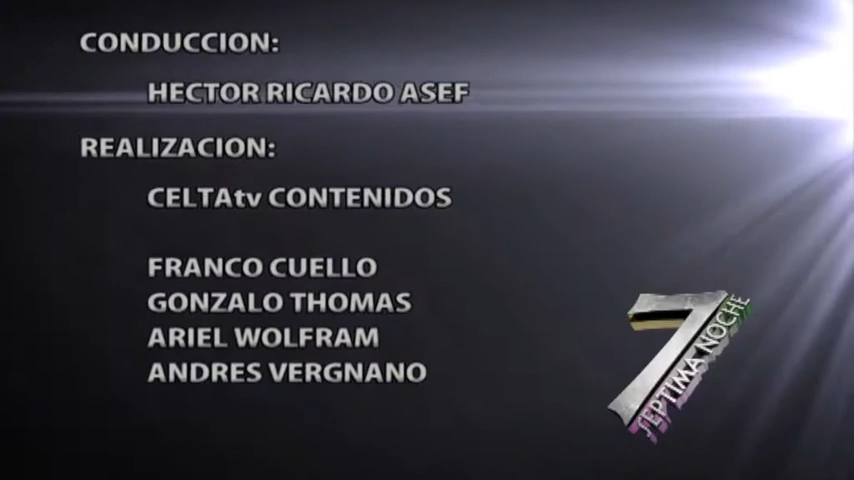 CONDUCCION:
HECTOR RICARDO ASEF
REALIZACION:
CELTAtv CONTENIDOS
FRANCO CUELLO
GONZALO THOMAS
ARIEL WOLFRAM
ANDRES VERGNANO
7
SEPTIMA NOCHE